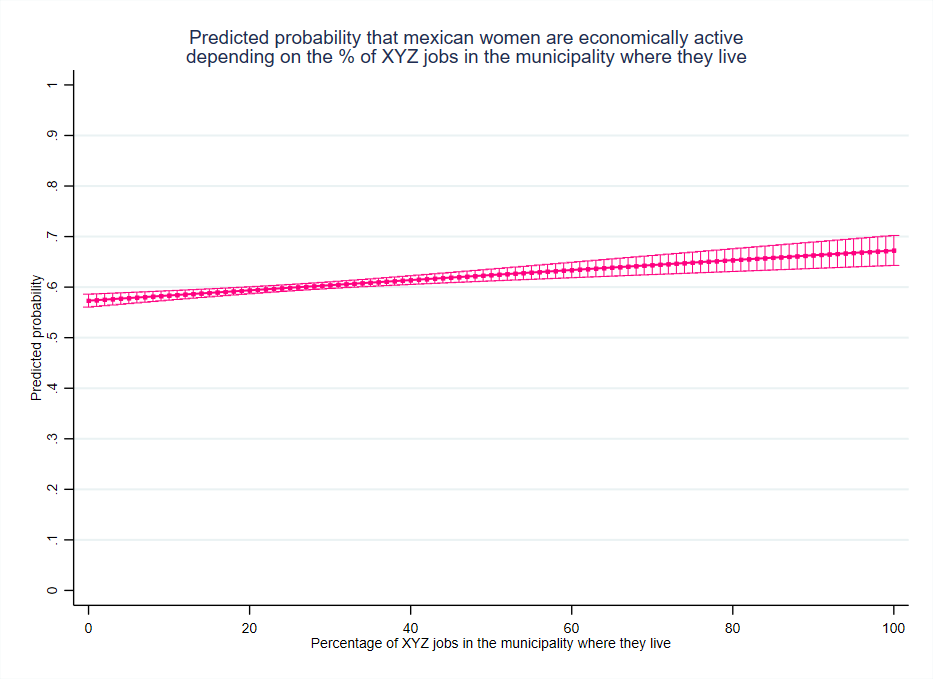 Predicted probability that mexican women are economically active
depending on the % of XYZ jobs in the municipality where they live
Predicted probability
1
.9
.8
.7
.6
.5
.4
.3
.2
.1
0
0 20 40 60 80 100
Percentage of XYZ jobs in the municipality where they live